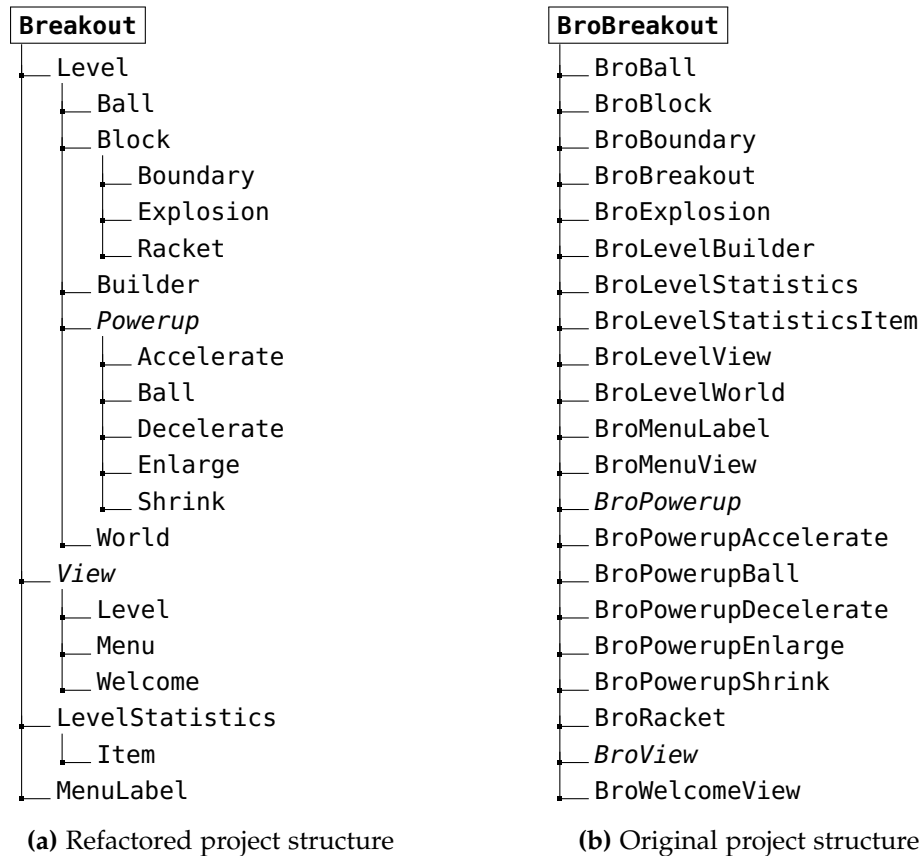 Breakout
Level
Ball
Block
Boundary
Explosion
Racket
Builder
Powerup
Accelerate
Ball
Decelerate
Enlarge
Shrink
World
View
Level
Menu
Welcome
LevelStatistics
Item
MenuLabel
(a) Refactored project structure
BroBreakout
BroBall
BroBlock
BroBoundary
BroBreakout
BroExplosion
BroLevelBuilder
BroLevelStatistics
BroLevelStatisticsItem
BroLevelView
BroLevelWorld
BroMenuLabel
BroMenuView
BroPowerup
BroPowerupAccelerate
BroPowerupBall
BroPowerupDecelerate
BroPowerupEnlarge
BroPowerupShrink
BroRacket
BroView
BroWelcomeView
(b) Original project structure